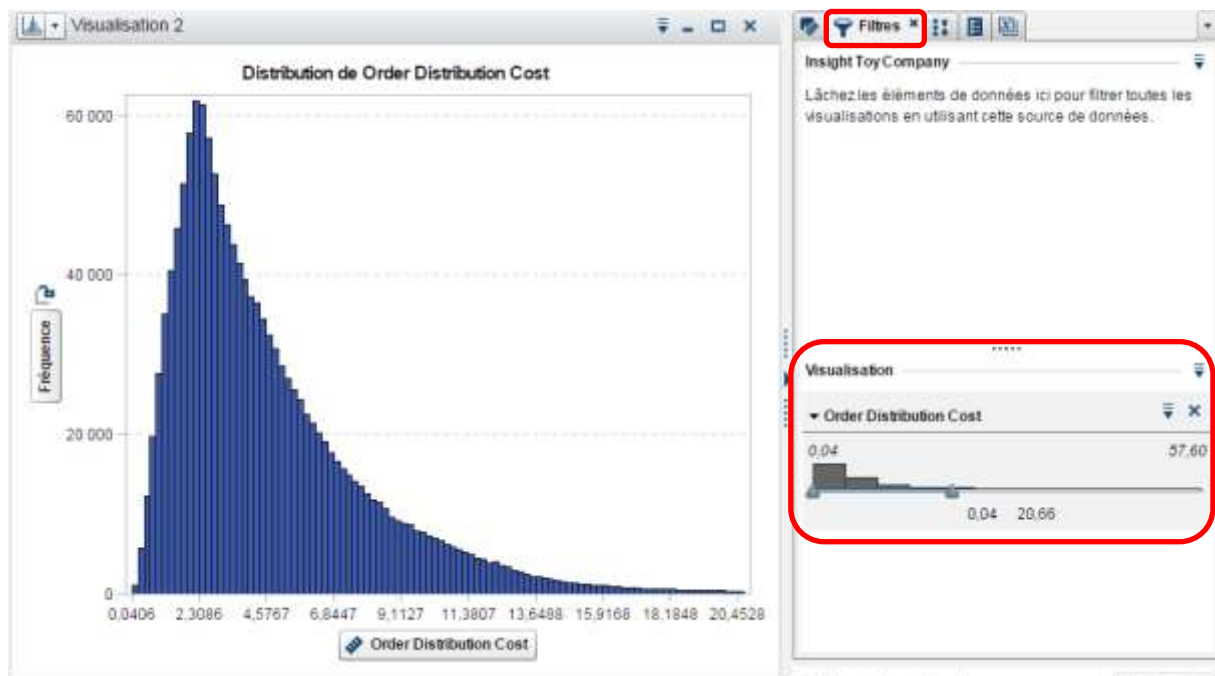 Visualisation 2
Distribution de Order Distribution Cost
60 000
40 000
20 000
0
Fréquence
0,0406 2,3086 4,5767 6,8447 9,1127 11,3807 13,6488 15,9168 18,1848 20,4528
Order Distribution Cost
Filtres
Insight Toy Company
Lâchez les éléments de données ici pour filtrer toutes les
visualisations en utilisant cette source de données.
Visualisation
Order Distribution Cost
0,04 57,60
0,04 20,66